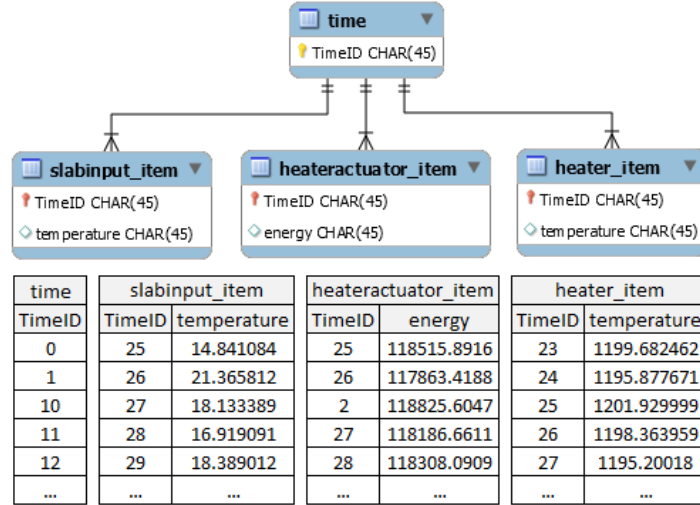 time
TimeID CHAR(45)
slabinput_item
TimeID CHAR(45)
temperature CHAR(45)
heateractuator_item
TimeID CHAR(45)
energy CHAR(45)
heater_item
TimeID CHAR(45)
temperature CHAR(45)
time
TimeID
0
1
10
11
12
...
slabinput_item
TimeID temperature
25 14.841084
26 21.365812
27 18.133389
28 16.919091
29 18.389012
... ...
heateractuator_item
TimeID energy
25 118515.8916
26 117863.4188
2 118825.6047
27 118186.6611
28 118308.0909
... ...
heater_item
TimeID temperature
23 1199.682462
24 1195.877671
25 1201.929999
26 1198.363959
27 1195.20018
... ...